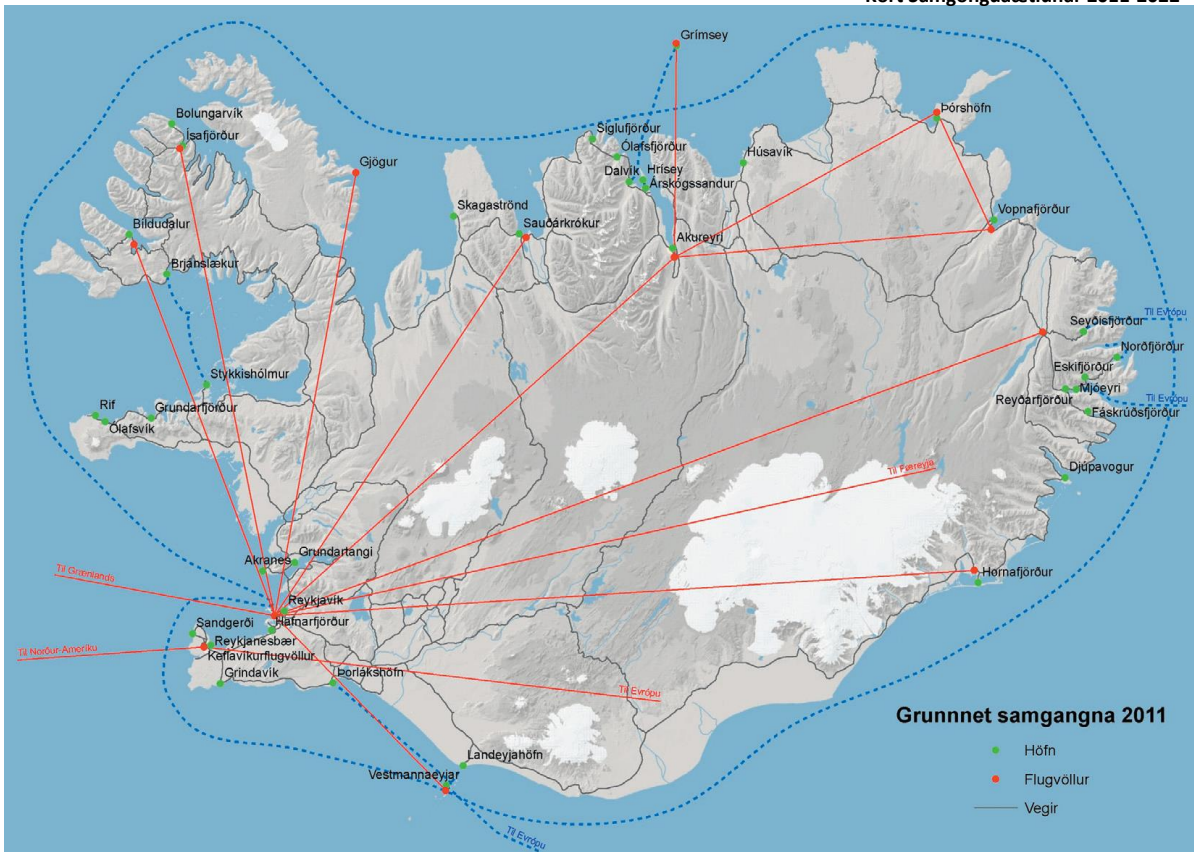 Kort Samgönguáætlunar 2011-2022
Grímsey
Bolungarvík
Ísafjörður
Gjögur
Siglufjörður
Ólafsfjörður
Dalvík
Hrísey
Árskógssandur
Húsavík
Þórshöfn
Skagaströnd
Sauðárkrókur
Akureyri
Vopnafjörður
Bíldudalur
Brjánslækur
Til Evrópu
Seyðisfjörður
Norðfjörður
Eskifjörður
Mjóeyri
Reyðarfjörður
Til Evrópu
Fáskrúðsfjörður
Stykkishólmur
Rif
Grundarfjörður
Ólafsvík
Til Færeyja
Djúpavogur
Akranes
Grundartangi
Til Grænlands
Hornafjörður
Reykjavík
Hafnarfjörður
Sandgerði
Reykjanesbær
Til Norður-Ameríku
Keflavíkurflugvöllur
Grindavík
Þorlákshöfn
Til Evrópu
Landeyjahöfn
Vestmannaeyjar
Til Evrópu
Grunnnet samgangna 2011
Höfn
Flugvöllur
Vegir